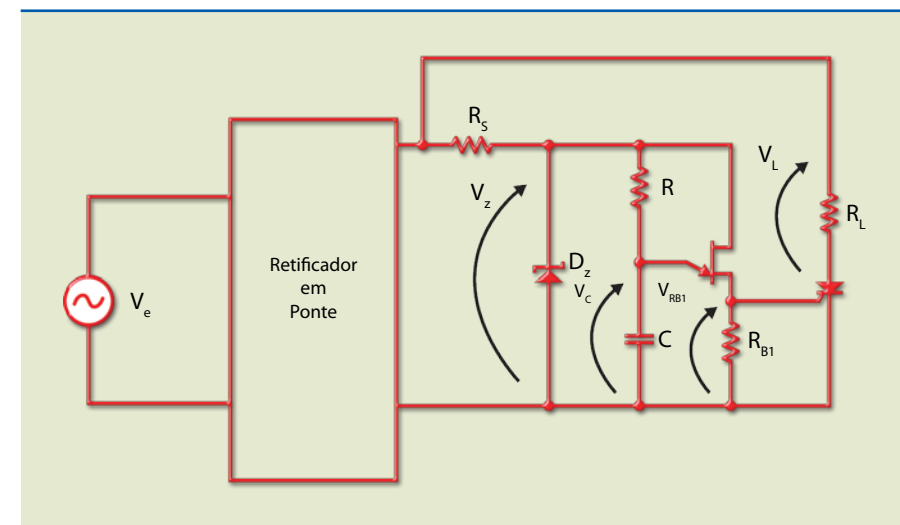 R_S
V_L
V_z
R
R_L
Retificador
em
Ponte
D_z
V_e
V_C
V_RB1
C
R_B1